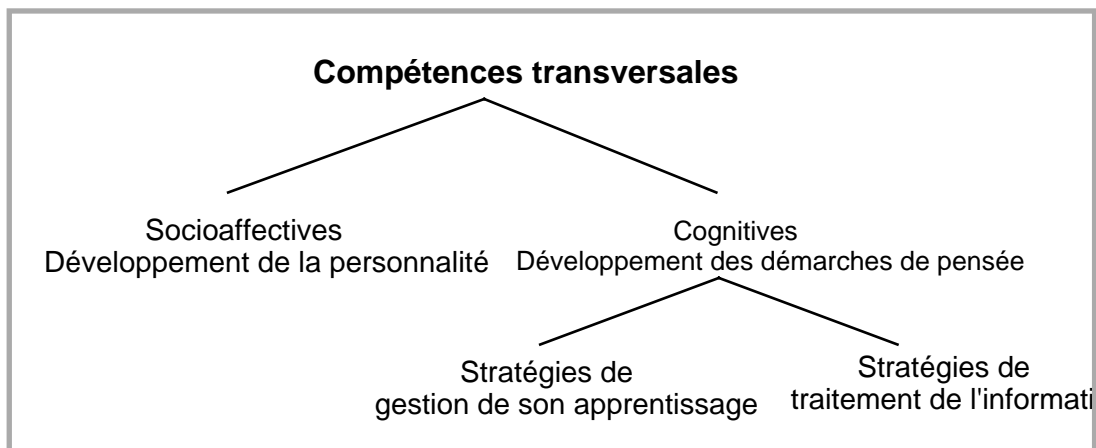 Compétences transversales
Socioaffectives
Développement de la personnalité
Cognitives
Développement des démarches de pensée
Stratégies de
gestion de son apprentissage
Stratégies de
traitement de l'informati